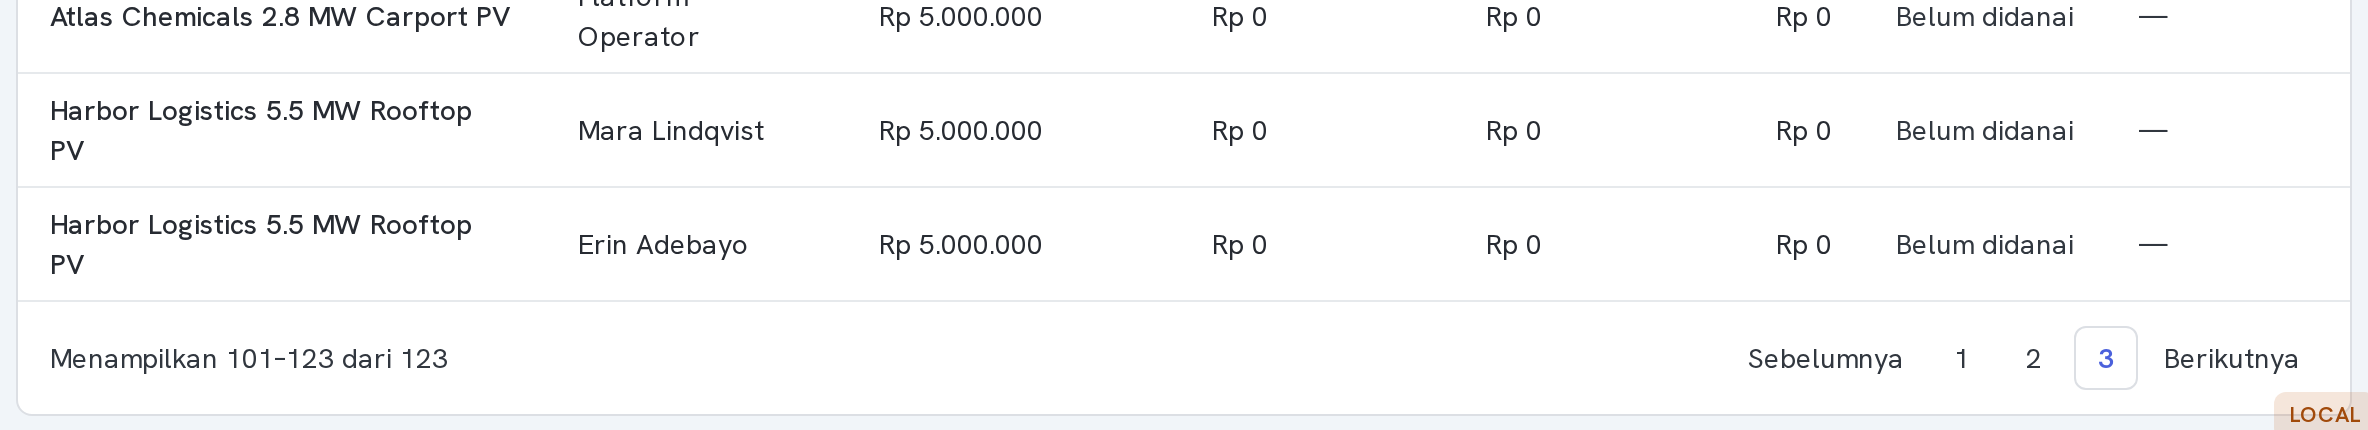 Atlas Chemicals 2.8 MW Carport PV Platform Operator Rp 5.000.000 Rp 0 Rp 0 Rp 0 Belum didanai —
Harbor Logistics 5.5 MW Rooftop PV Mara Lindqvist Rp 5.000.000 Rp 0 Rp 0 Rp 0 Belum didanai —
Harbor Logistics 5.5 MW Rooftop PV Erin Adebayo Rp 5.000.000 Rp 0 Rp 0 Rp 0 Belum didanai —
Menampilkan 101–123 dari 123 Sebelumnya 1 2 3 Berikutnya
LOCAL